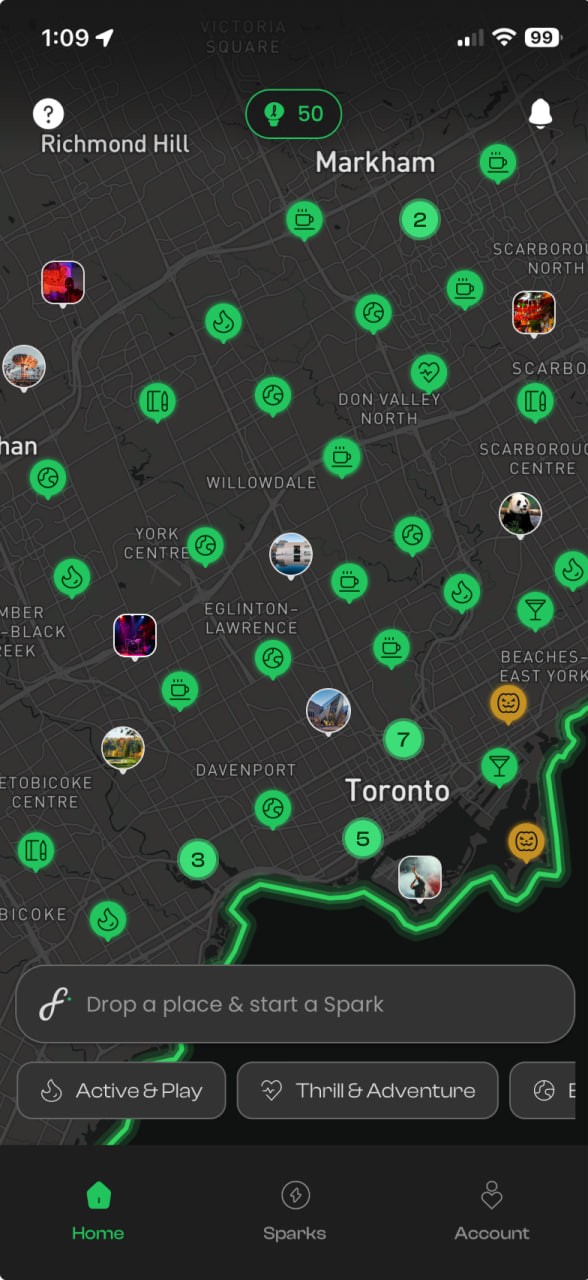 1:09
99
VICTORIA
SQUARE
?
50
Richmond Hill
Markham
2
SCARBOROU
NORTH
SCARBO
DON VALLEY
NORTH
han
SCARBOROUG
CENTRE
WILLOWDALE
YORK
CENTRE
MBER
-BLACK
REEK
EGLINTON-
LAWRENCE
BEACHES-
EAST YORK
7
DAVENPORT
ETOBICOKE
CENTRE
Toronto
5
3
BICOKE
Drop a place & start a Spark
Active & Play
Thrill & Adventure
Home
Sparks
Account